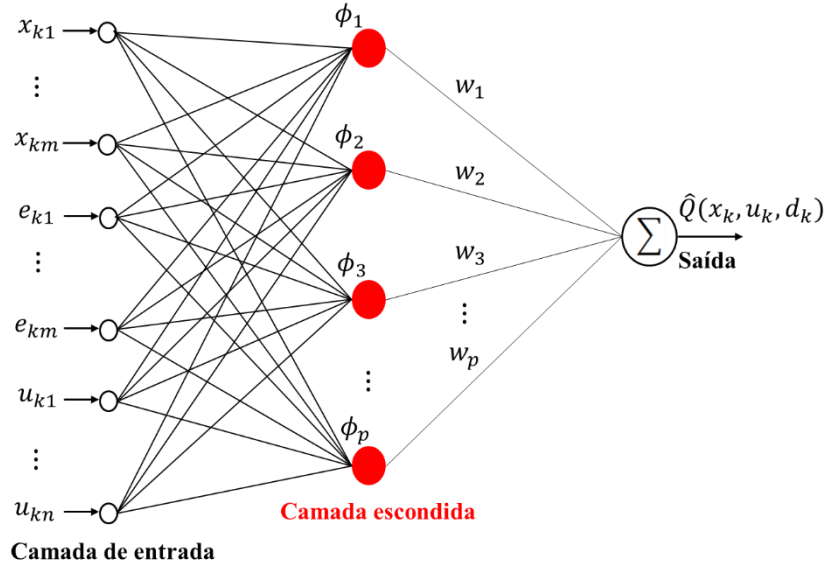 x_{k1}
⋮
x_{km}
e_{k1}
⋮
e_{km}
u_{k1}
⋮
u_{kn}
Camada de entrada
ϕ_1
ϕ_2
ϕ_3
⋮
ϕ_p
Camada escondida
w_1
w_2
w_3
⋮
w_p
∑
Q̂(x_k, u_k, d_k)
Saída